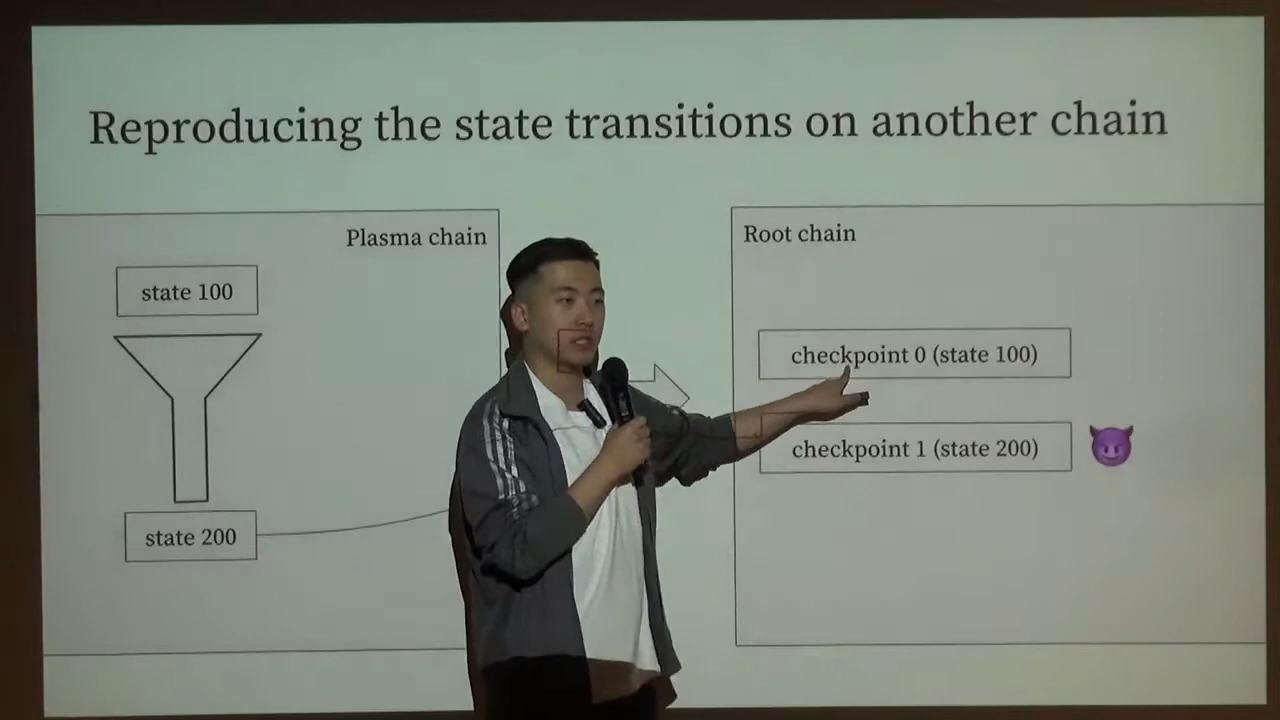 Reproducing the state transitions on another chain
Plasma chain
state 100
state 200
Root chain
checkpoint 0 (state 100)
checkpoint 1 (state 200)